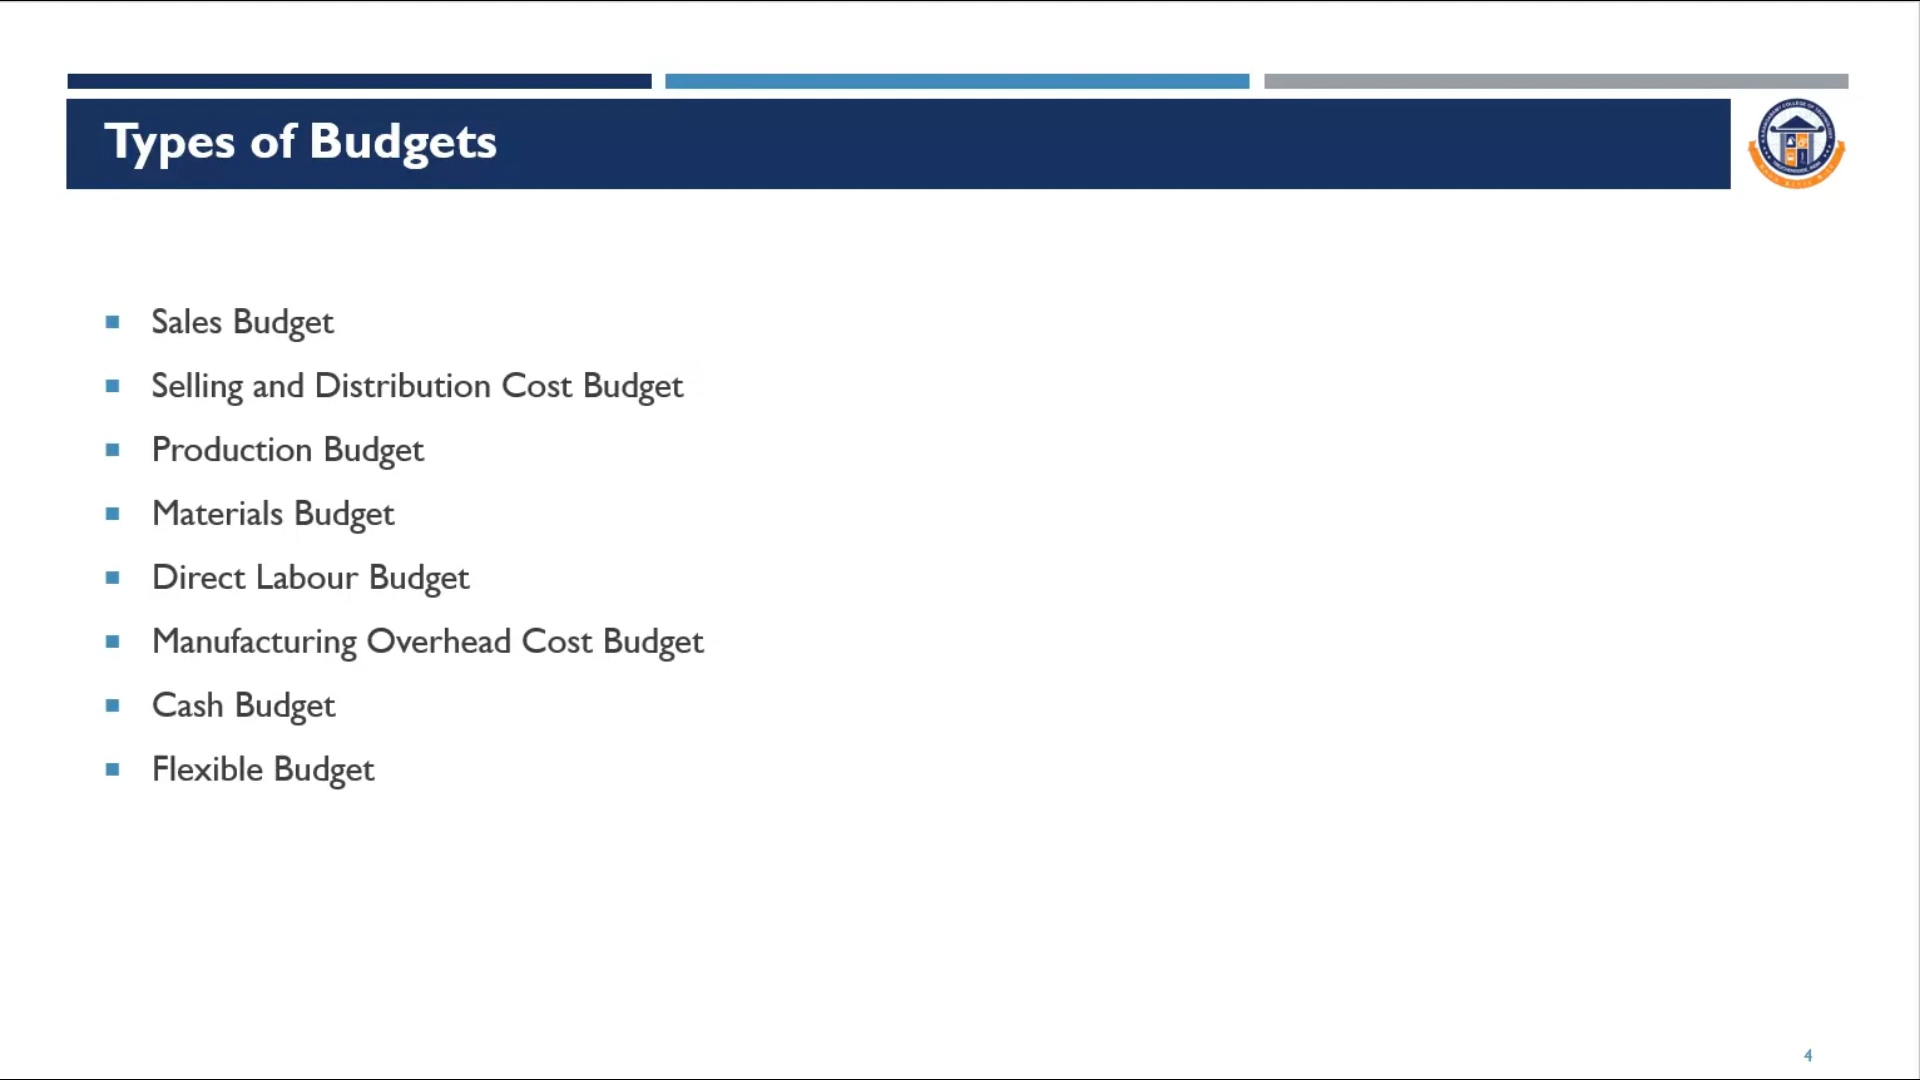 Types of Budgets
Sales Budget
Selling and Distribution Cost Budget
Production Budget
Materials Budget
Direct Labour Budget
Manufacturing Overhead Cost Budget
Cash Budget
Flexible Budget
4